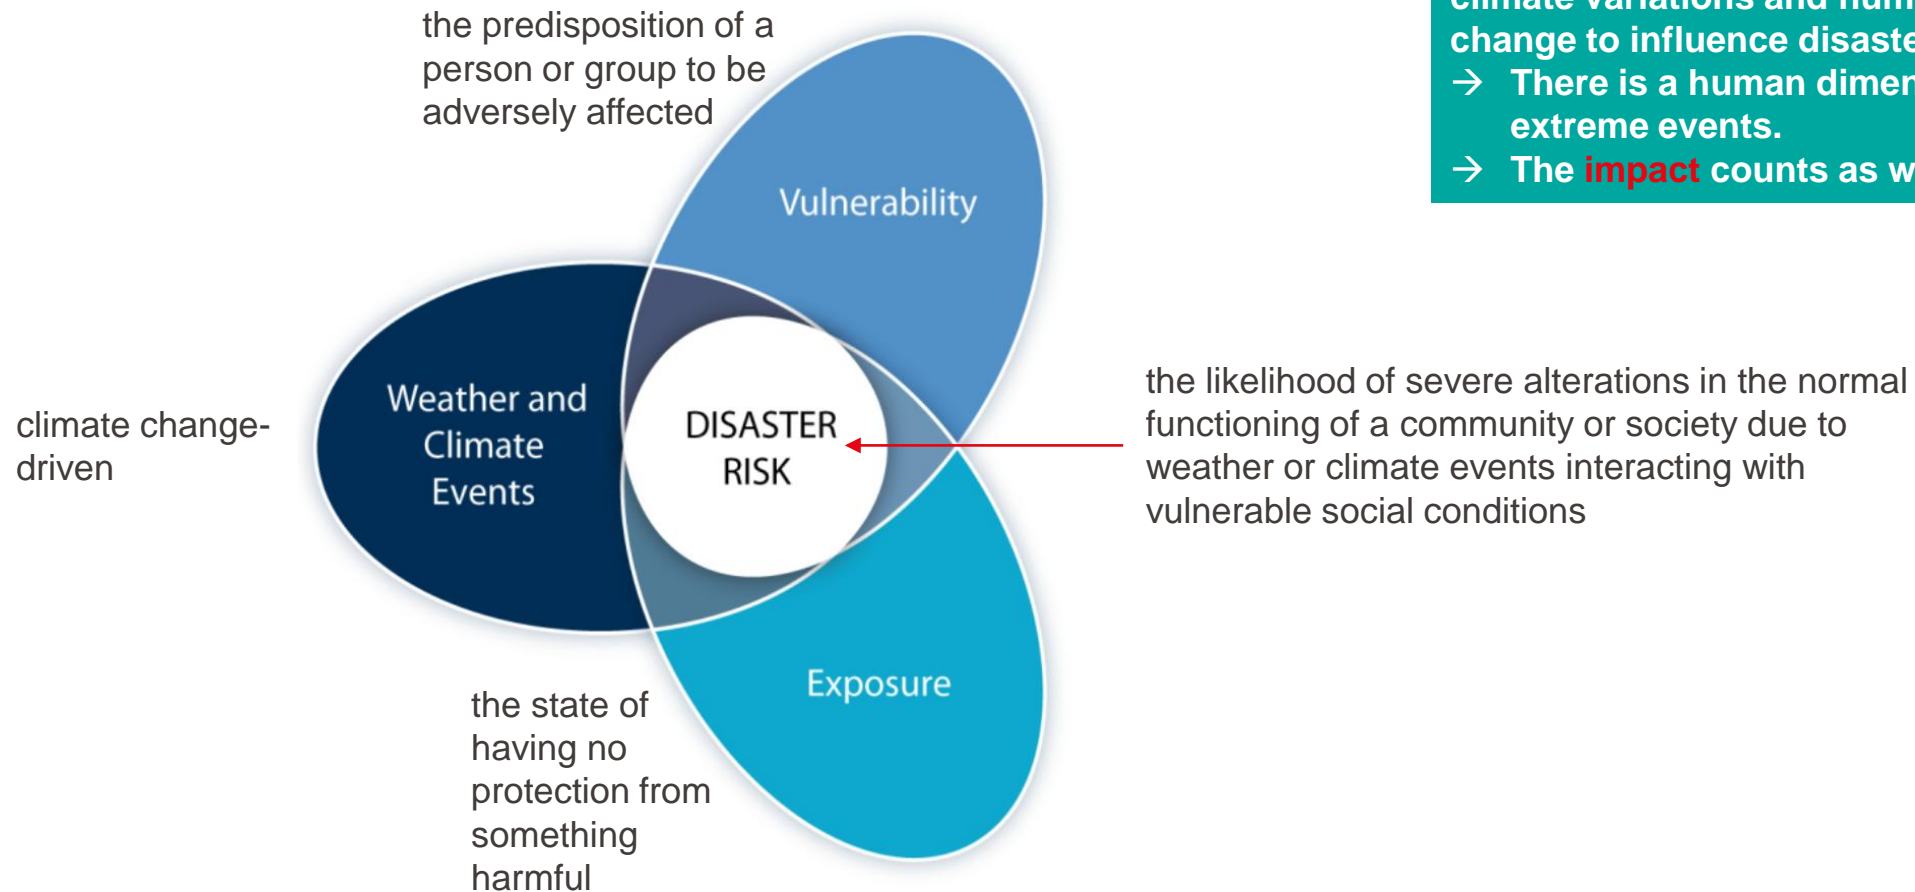 the predisposition of a
person or group to be
adversely affected
climate variations and
change to influence
→ There is a human
extreme events.
→ The impact counts as
Vulnerability
Weather and
Climate
Events
climate change-
driven
DISASTER
RISK
the likelihood of severe alterations in the normal
functioning of a community or society due to
weather or climate events interacting with
vulnerable social conditions
Exposure
the state of
having no
protection from
something
harmful